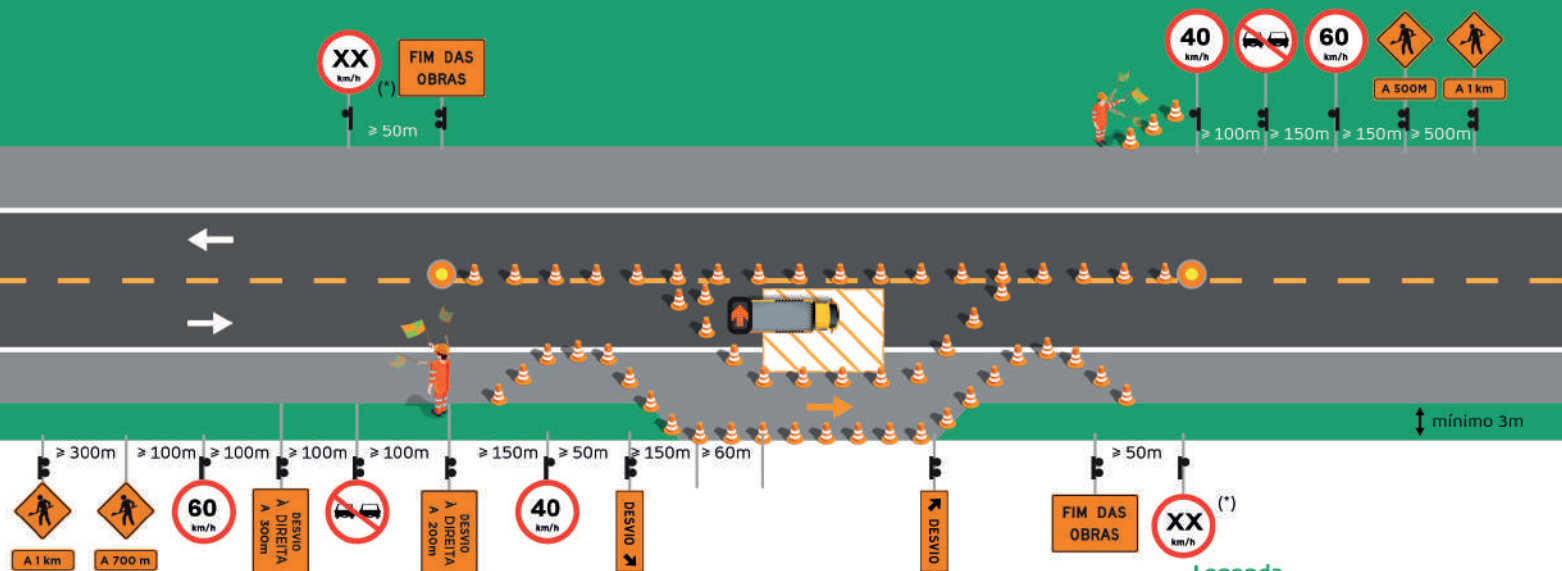 XX
km/h
(*)
FIM DAS
OBRAS
≥ 50m
40
km/h
60
km/h
A 500M
A 1 km
≥ 100m
≥ 150m
≥ 150m
≥ 500m
mínimo 3m
≥ 300m
≥ 100m
≥ 100m
≥ 100m
≥ 100m
≥ 150m
≥ 50m
≥ 150m
≥ 60m
≥ 50m
A 1 km
A 700 m
60
km/h
DESVIO
À DIREITA
A 300m
DESVIO
À DIREITA
A 200m
40
km/h
DESVIO
DESVIO
FIM DAS
OBRAS
XX
km/h
(*)
Legenda